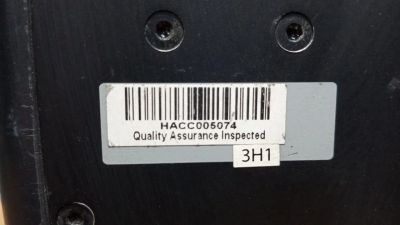 HACC005074
Quality Assurance Inspected
3H1